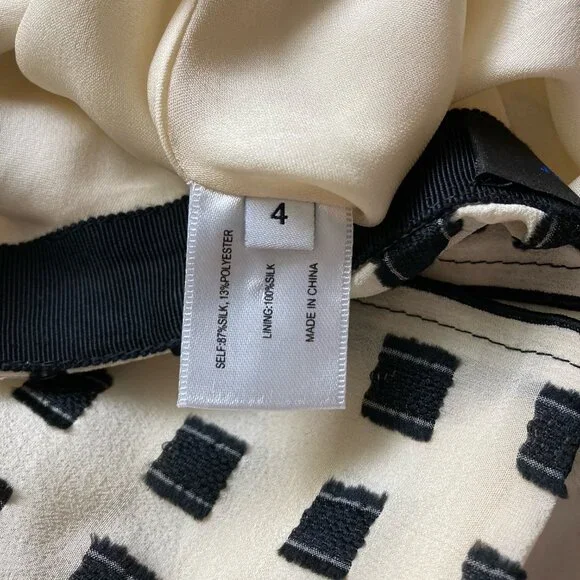 4
SELF:87%SILK, 13%POLYESTER
LINING:100%SILK
MADE IN CHINA